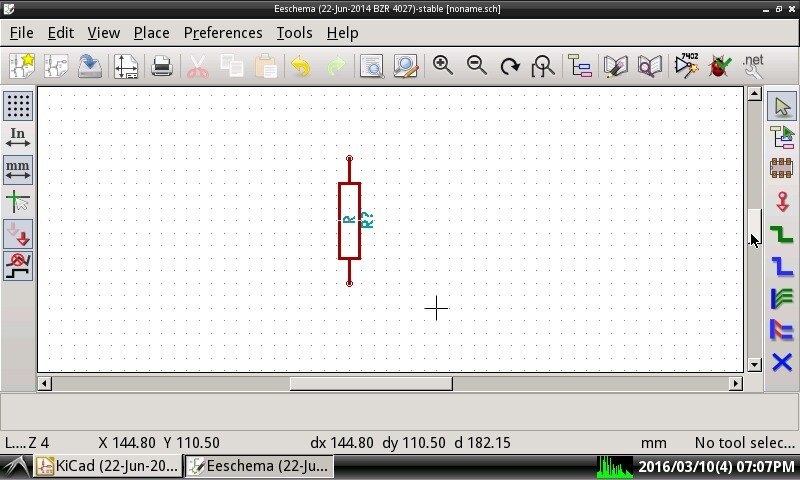 Eeschema (22-Jun-2014 BZR 4027)-stable [noname.sch]
File Edit View Place Preferences Tools Help
7402
.net
In
mm
R
R?
L.... Z 4 X 144.80 Y 110.50 dx 144.80 dy 110.50 d 182.15 mm No tool selec...
KiCad (22-Jun-20... Eeschema (22-Ju... 2016/03/10(4) 07:07PM